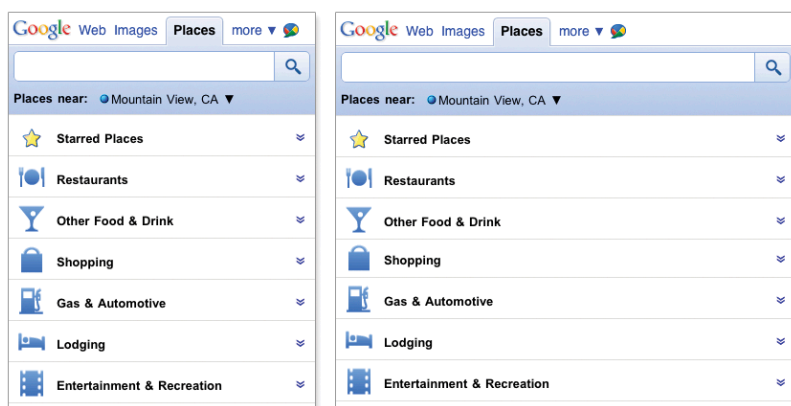 Google Web Images Places more ▼
Places near: Mountain View, CA ▼
Starred Places
Restaurants
Other Food & Drink
Shopping
Gas & Automotive
Lodging
Entertainment & Recreation
Google Web Images Places more ▼
Places near: Mountain View, CA ▼
Starred Places
Restaurants
Other Food & Drink
Shopping
Gas & Automotive
Lodging
Entertainment & Recreation